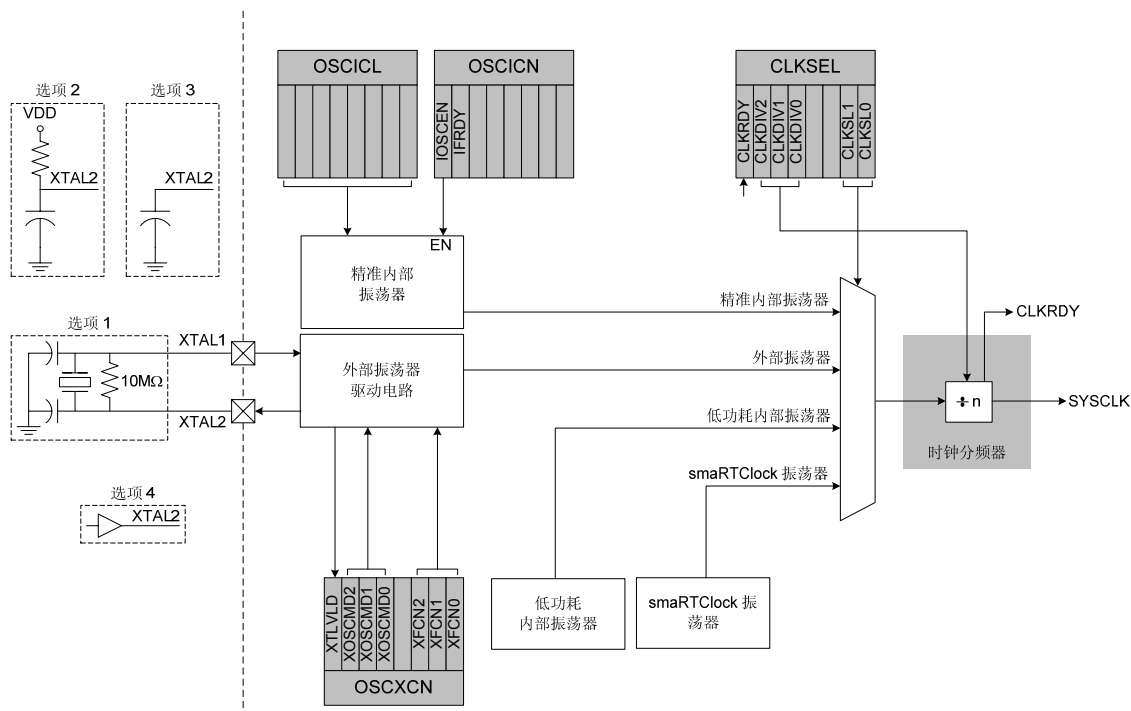 OSCICL
OSCICN
CLKSEL
选项 2
选项 3
VDD
XTAL2
XTAL2
IOSCEN
IFRDY
CLKRDY
CLKDIV2
CLKDIV1
CLKDIV0
CLKSL1
CLKSL0
EN
精准内部
振荡器
精准内部振荡器
CLKRDY
选项 1
XTAL1
10MΩ
XTAL2
外部振荡器
驱动电路
外部振荡器
低功耗内部振荡器
smaRTClock 振荡器
÷ n
SYSCLK
时钟分频器
选项 4
XTAL2
XTLVLD
XOSCMD2
XOSCMD1
XOSCMD0
XFCN2
XFCN1
XFCN0
OSCXCN
低功耗
内部振荡器
smaRTClock 振
荡器